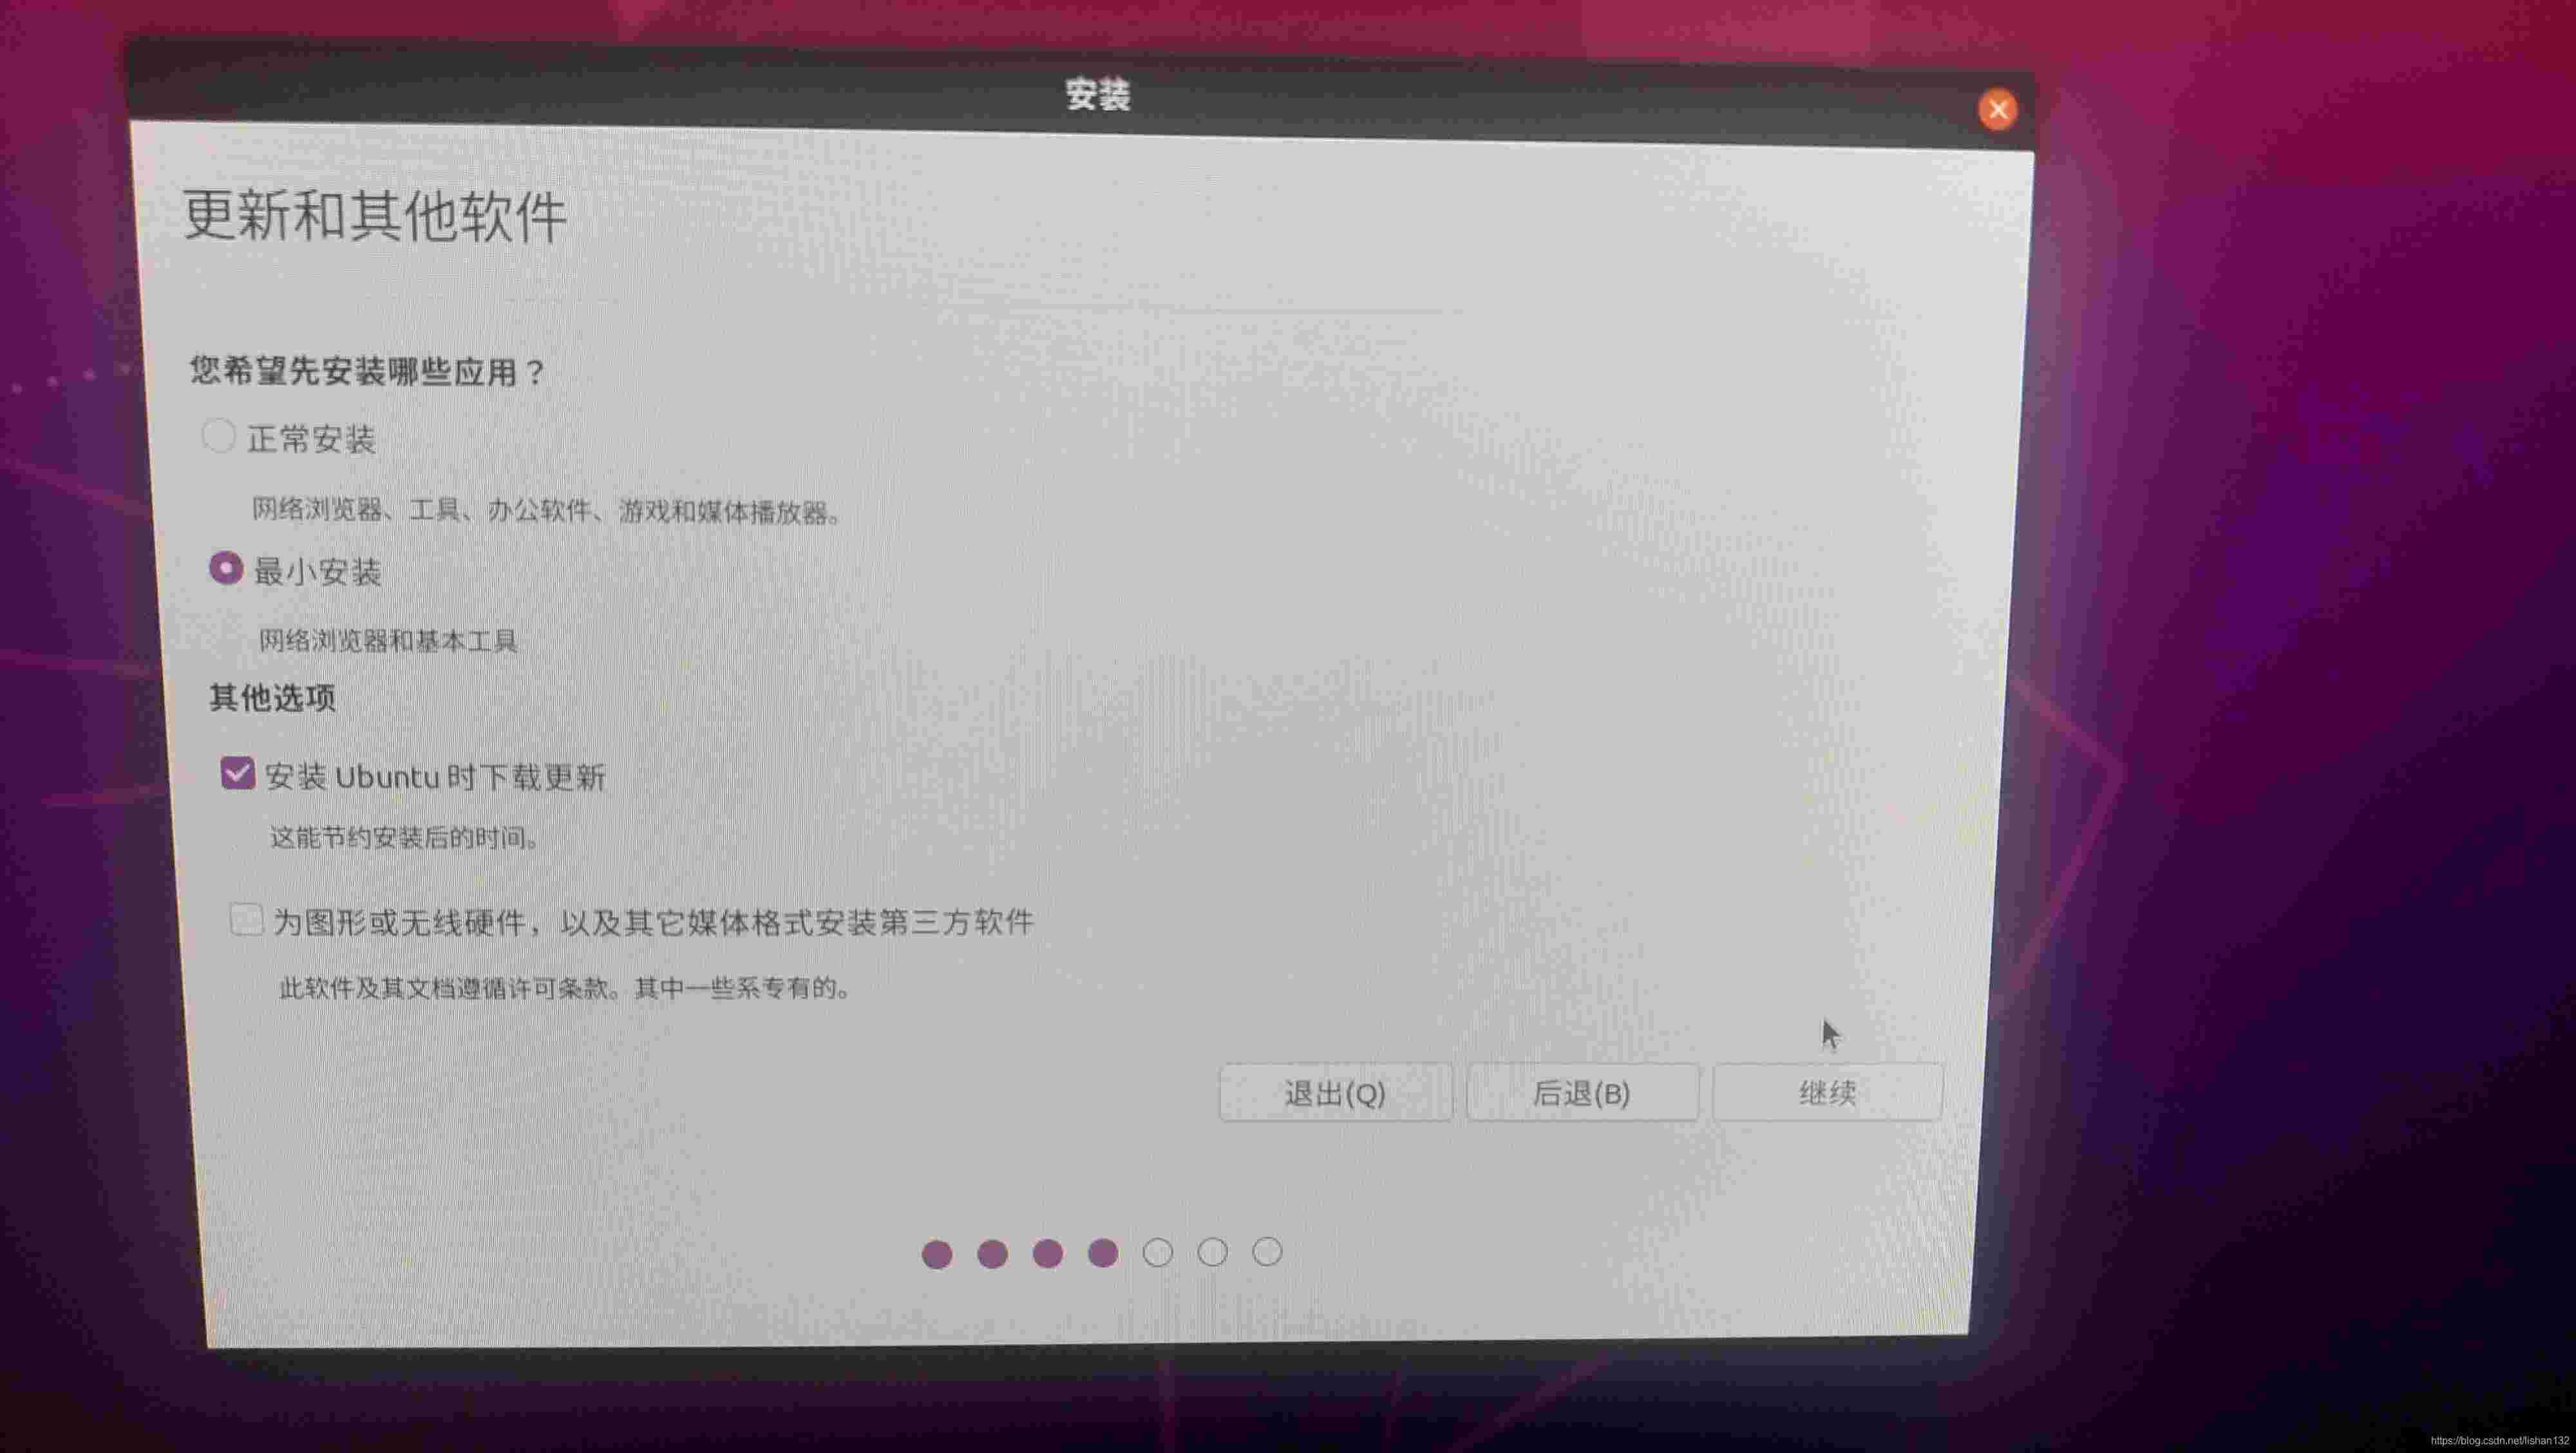 安装
更新和其他软件
您希望先安装哪些应用？
正常安装
网络浏览器、工具、办公软件、游戏和媒体播放器。
最小安装
网络浏览器和基本工具
其他选项
安装 Ubuntu 时下载更新
这能节约安装后的时间。
为图形或无线硬件，以及其它媒体格式安装第三方软件
此软件及其文档遵循许可条款。其中一些系专有的。
退出(Q) 后退(B) 继续
https://blog.csdn.net/lishan132